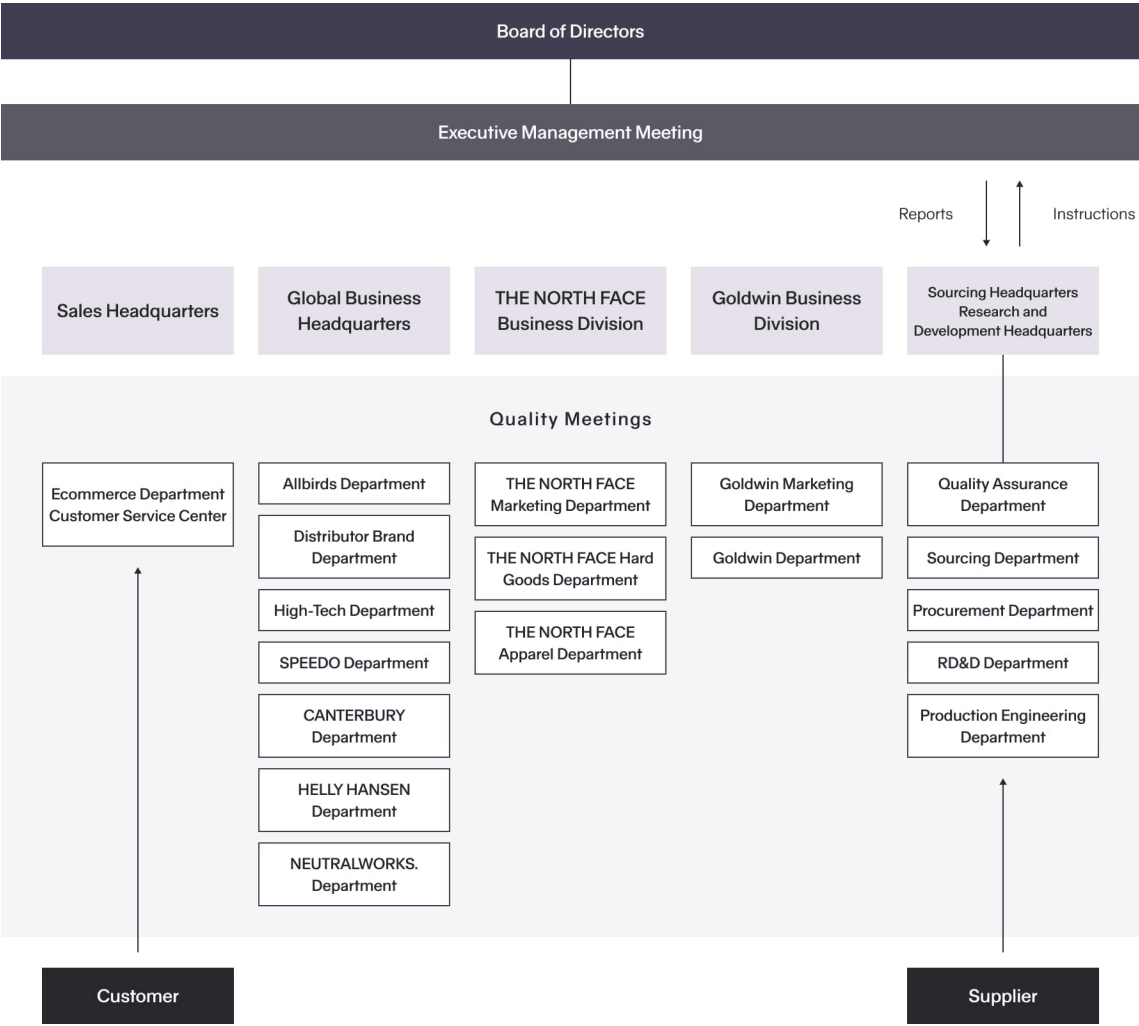 Board of Directors
Executive Management Meeting
Reports
Instructions
Sales Headquarters
Global Business
Headquarters
THE NORTH FACE
Business Division
Goldwin Business
Division
Sourcing Headquarters
Research and
Development Headquarters
Quality Meetings
Ecommerce Department
Customer Service Center
Allbirds Department
Distributor Brand
Department
High-Tech Department
SPEEDO Department
CANTERBURY
Department
HELLY HANSEN
Department
NEUTRALWORKS.
Department
THE NORTH FACE
Marketing Department
THE NORTH FACE Hard
Goods Department
THE NORTH FACE
Apparel Department
Goldwin Marketing
Department
Goldwin Department
Quality Assurance
Department
Sourcing Department
Procurement Department
RD&D Department
Production Engineering
Department
Customer
Supplier